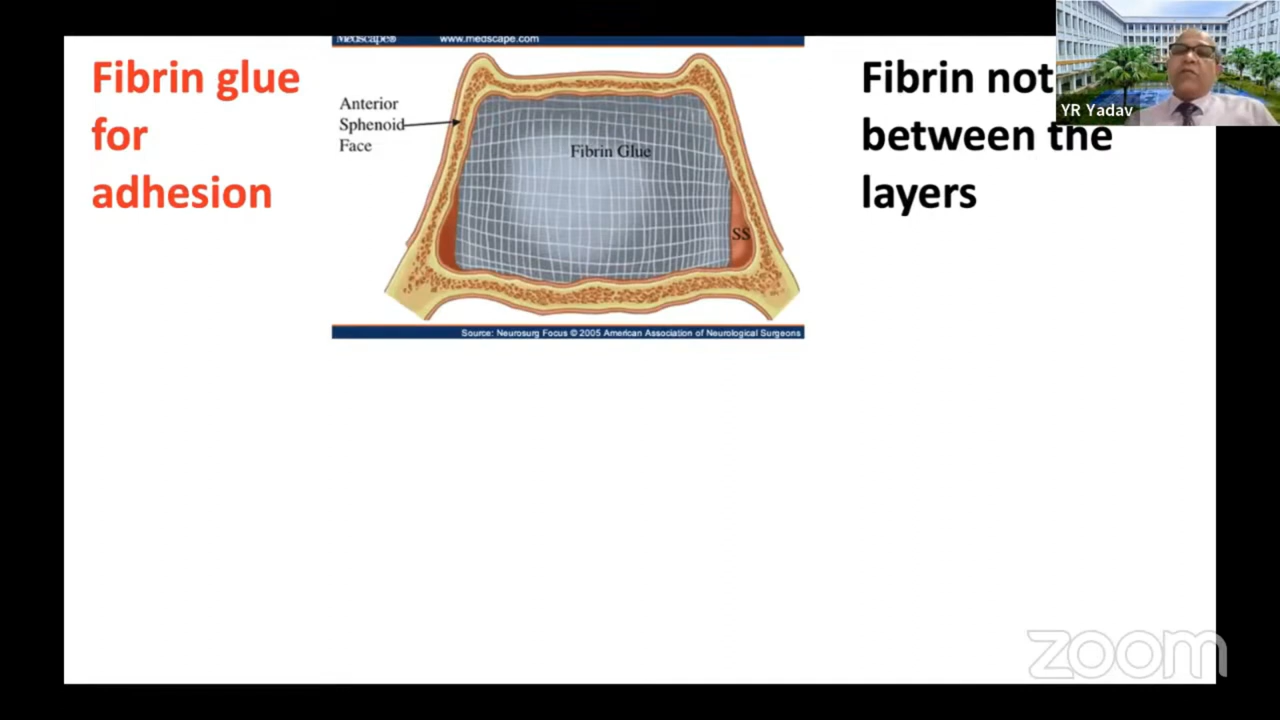 Medscape® www.medscape.com
Fibrin glue
for
adhesion
Anterior
Sphenoid
Face
Fibrin Glue
SS
Source: Neurosurg Focus © 2005 American Association of Neurological Surgeons
Fibrin not
between the
layers
YR Yadav
zoom